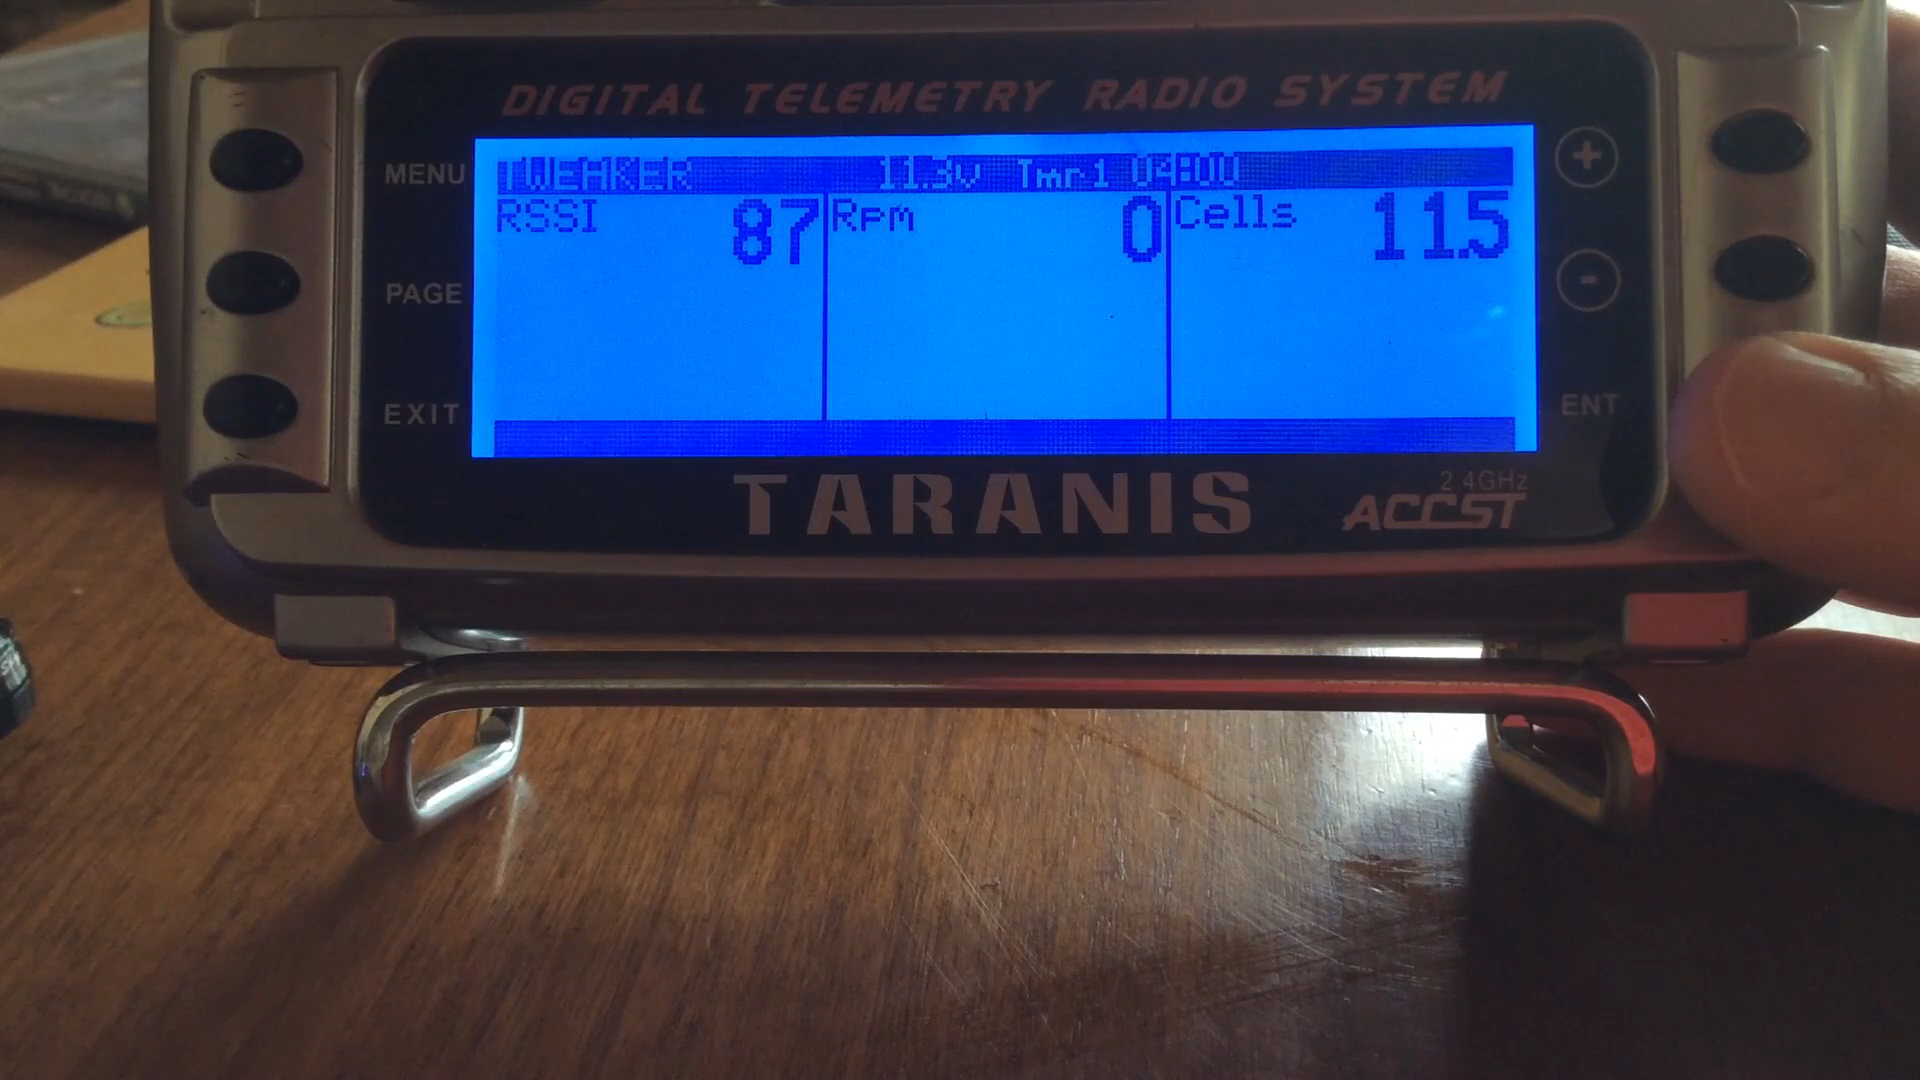 DIGITAL TELEMETRY RADIO SYSTEM
TWEAKER 11.3v Tmr1 04:00
RSSI 87 Rpm 0 Cells 11.5
MENU
PAGE
EXIT
+
-
ENT
TARANIS
2.4GHz
ACCST